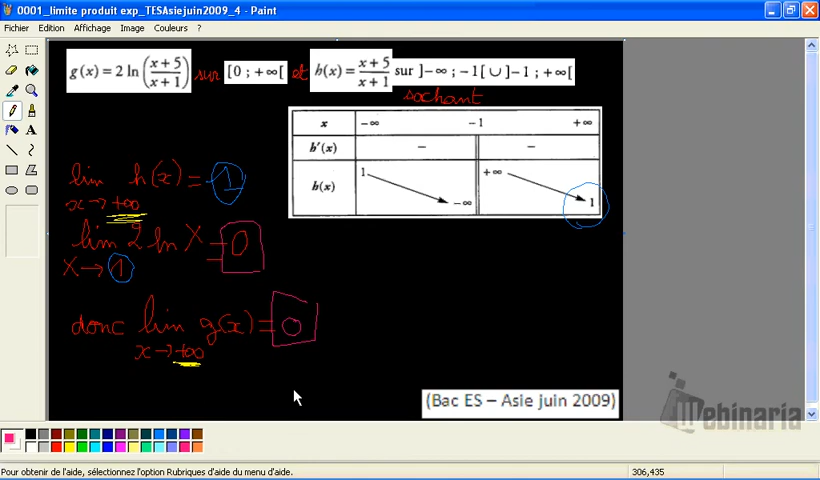 0001_limite produit exp_TESAsiejuin2009_4 - Paint
Fichier Edition Affichage Image Couleurs ?
g(x) = 2 ln((x+5)/(x+1)) sur [0 ; +∞[ et h(x) = (x+5)/(x+1) sur ]−∞ ; −1[ ∪ ]−1 ; +∞[
sachant
x −∞ −1 +∞
h'(x) − −
h(x) 1 −∞ +∞ 1
lim h(x) = 1
x → +∞
lim 2 ln X = 0
X → 1
donc lim g(x) = 0
x → +∞
(Bac ES – Asie juin 2009)
Webinaria
Pour obtenir de l'aide, sélectionnez l'option Rubriques d'aide du menu d'aide.
306,435